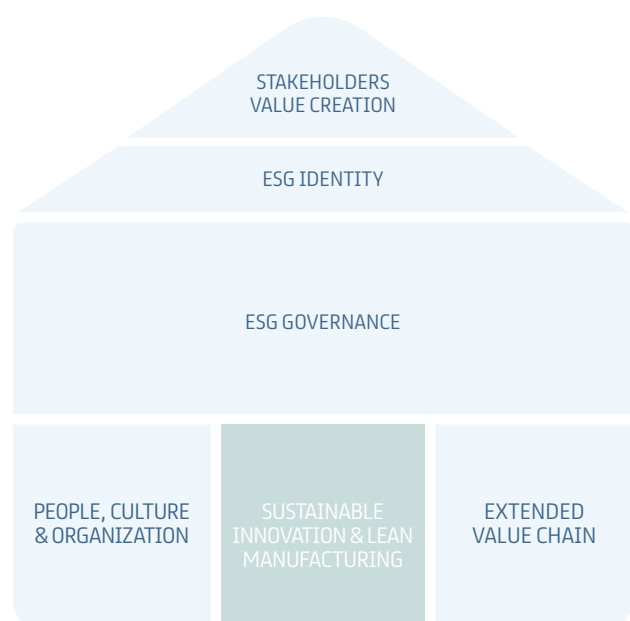 STAKEHOLDERS
VALUE CREATION
ESG IDENTITY
ESG GOVERNANCE
PEOPLE, CULTURE
& ORGANIZATION
SUSTAINABLE
INNOVATION & LEAN
MANUFACTURING
EXTENDED
VALUE CHAIN